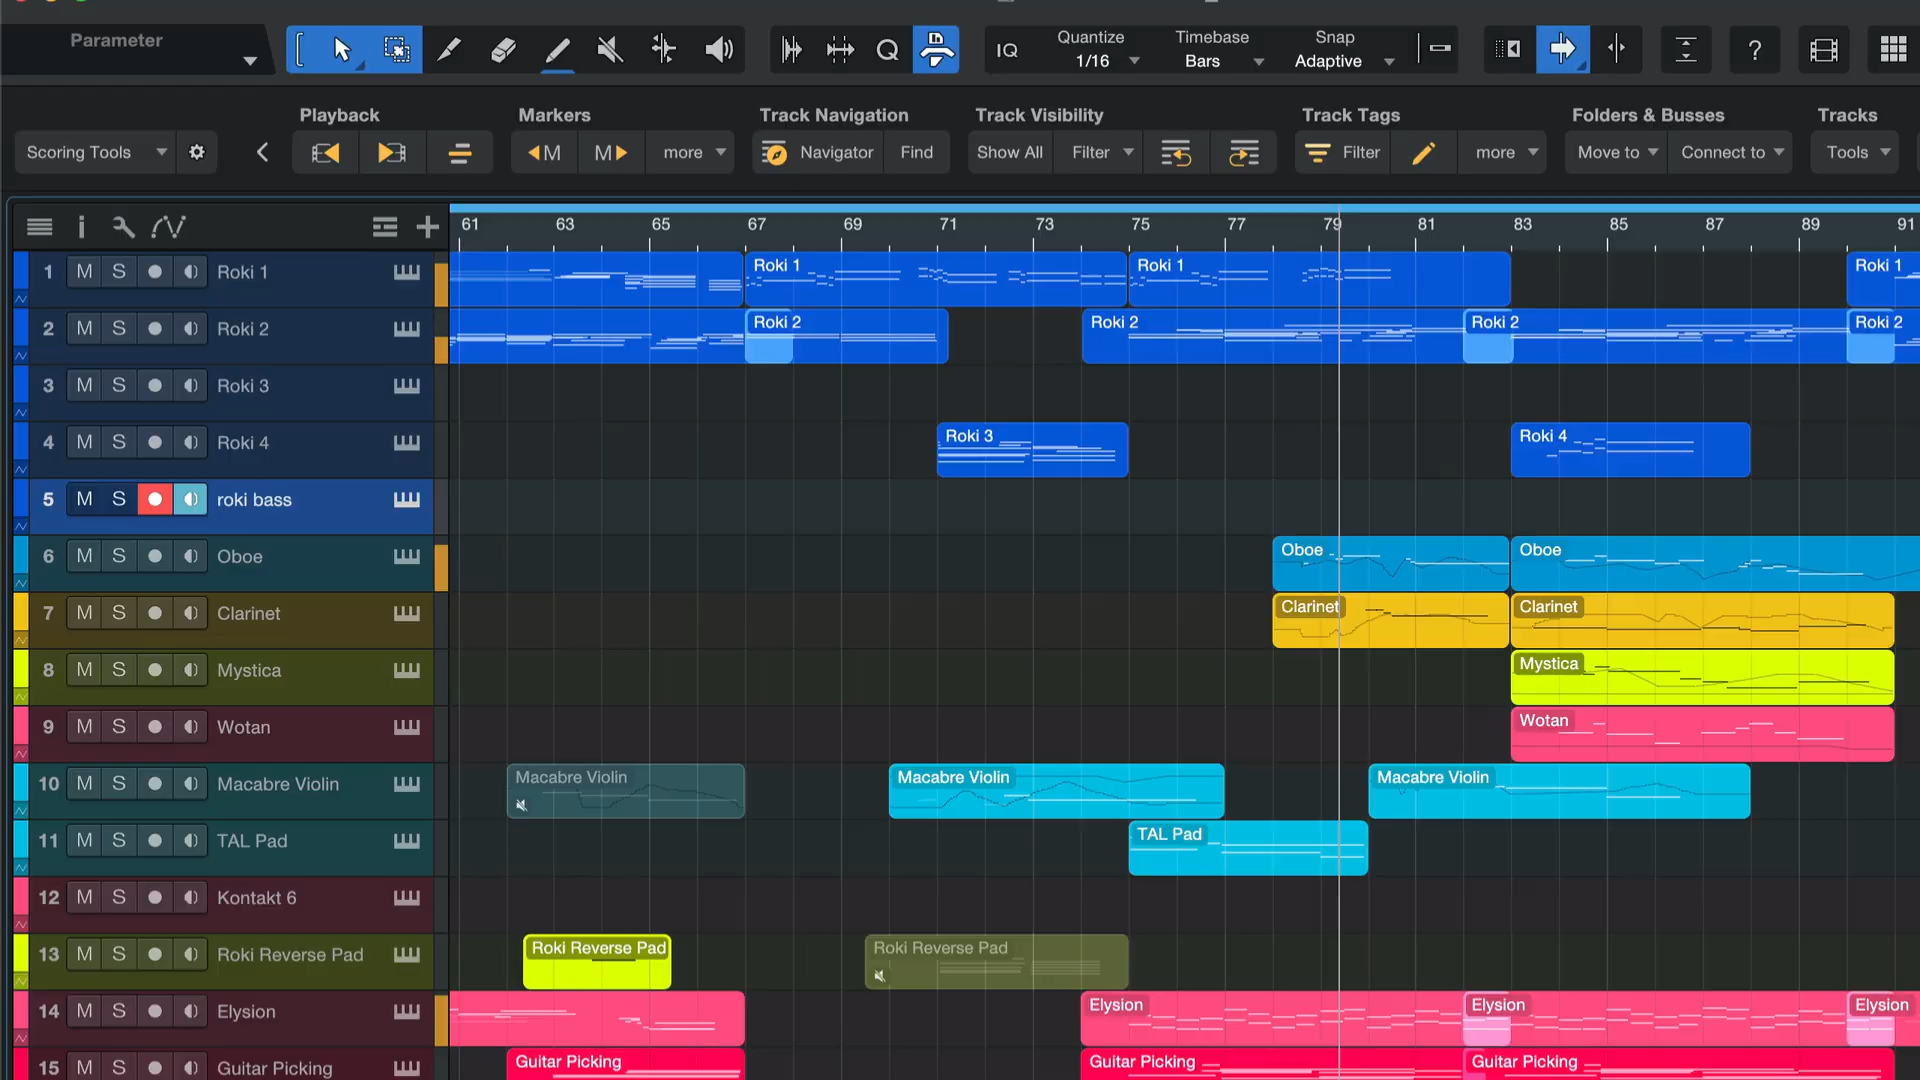 Parameter
IQ
Quantize
1/16
Timebase
Bars
Snap
Adaptive
?
Scoring Tools
Playback
Markers
M
M
more
Track Navigation
Navigator
Find
Track Visibility
Show All
Filter
Track Tags
Filter
more
Folders & Busses
Move to
Connect to
Tracks
Tools
i
61 63 65 67 69 71 73 75 77 79 81 83 85 87 89 91
1 M S Roki 1
Roki 1
Roki 1
Roki 1
2 M S Roki 2
Roki 2
Roki 2
Roki 2
Roki 2
3 M S Roki 3
4 M S Roki 4
Roki 3
Roki 4
5 M S roki bass
6 M S Oboe
Oboe
Oboe
7 M S Clarinet
Clarinet
Clarinet
8 M S Mystica
Mystica
9 M S Wotan
Wotan
10 M S Macabre Violin
Macabre Violin
Macabre Violin
Macabre Violin
11 M S TAL Pad
TAL Pad
12 M S Kontakt 6
13 M S Roki Reverse Pad
Roki Reverse Pad
Roki Reverse Pad
14 M S Elysion
Elysion
Elysion
Elysion
15 M S Guitar Picking
Guitar Picking
Guitar Picking
Guitar Picking